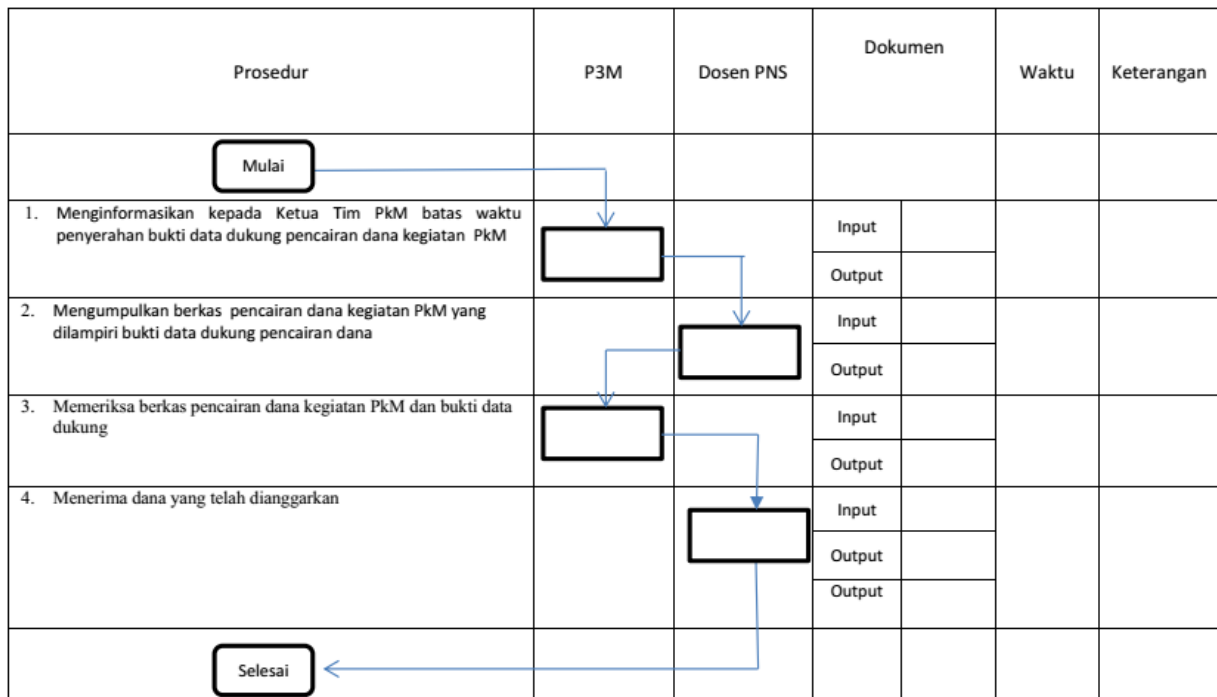 Prosedur P3M Dosen PNS Dokumen Waktu Keterangan
Mulai
1. Menginformasikan kepada Ketua Tim PkM batas waktu
penyerahan bukti data dukung pencairan dana kegiatan PkM
Input
Output
2. Mengumpulkan berkas pencairan dana kegiatan PkM yang
dilampiri bukti data dukung pencairan dana
Input
Output
3. Memeriksa berkas pencairan dana kegiatan PkM dan bukti data
dukung
Input
Output
4. Menerima dana yang telah dianggarkan
Input
Output
Output
Selesai